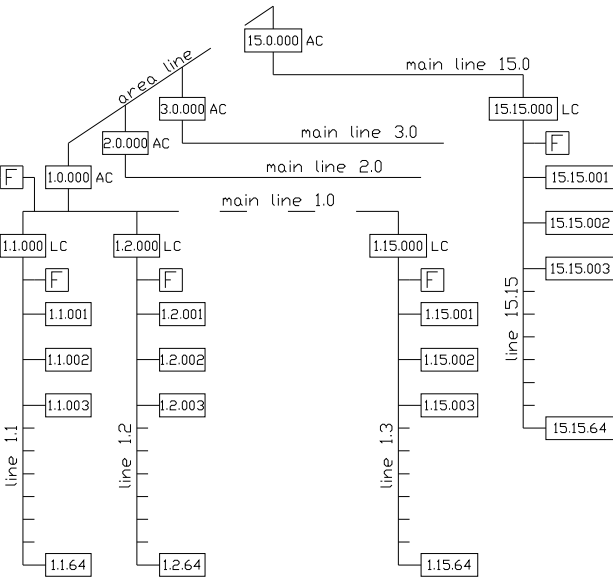 15.0.000 AC
main line 15.0
area line
3.0.000 AC
15.15.000 LC
main line 3.0
2.0.000 AC
F
main line 2.0
F
1.0.000 AC
15.15.001
main line 1.0
15.15.002
1.1.000 LC
1.2.000 LC
1.15.000 LC
15.15.003
F
F
F
line 15.15
1.1.001
1.2.001
1.15.001
1.1.002
1.2.002
1.15.002
1.1.003
1.2.003
1.15.003
15.15.64
line 1.1
line 1.2
line 1.3
1.1.64
1.2.64
1.15.64